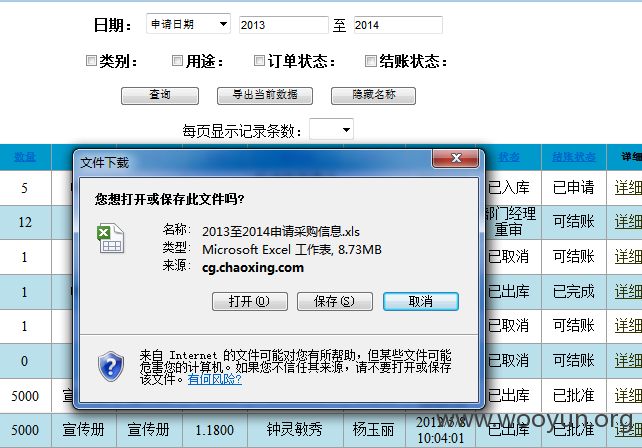 日期： 申请日期 2013 至 2014
类别： 用途： 订单状态： 结账状态：
查询 导出当前数据 隐藏名称
每页显示记录条数：
数量 状态 结账状态 详细
5 已入库 已申请 详细
12 部门经理重审 可结账 详细
1 已取消 可结账 详细
1 已出库 已完成 详细
1 已取消 可结账 详细
0 已取消 可结账 详细
5000 宣传 已出库 已批准 详细
5000 宣传册 宣传册 1.1800 钟灵敏秀 杨玉丽 2012/3/8 10:04:01 已出库 已批准 详细
文件下载
您想打开或保存此文件吗?
名称: 2013至2014申请采购信息.xls
类型: Microsoft Excel 工作表, 8.73MB
来源: cg.chaoxing.com
打开(O) 保存(S) 取消
来自 Internet 的文件可能对您有所帮助，但某些文件可能
危害您的计算机。如果您不信任其来源，请不要打开或保存
该文件。有何风险?
www.wooyun.org